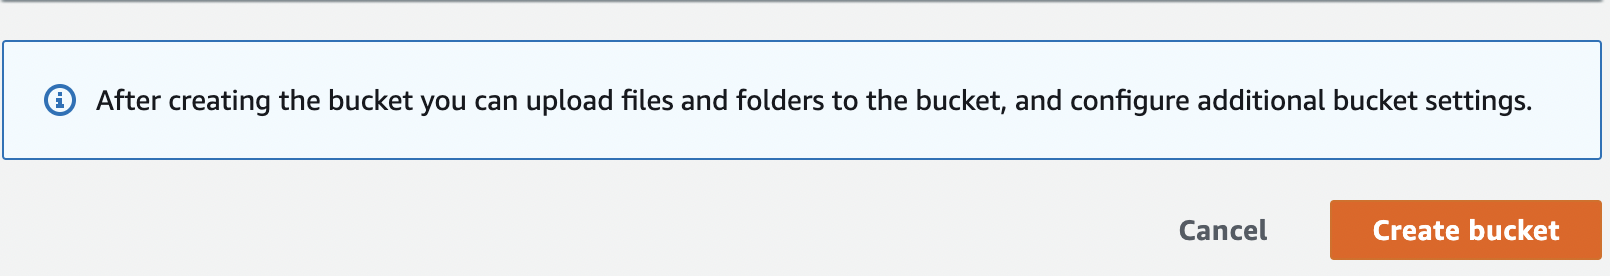 After creating the bucket you can upload files and folders to the bucket, and configure additional bucket settings.
Cancel
Create bucket